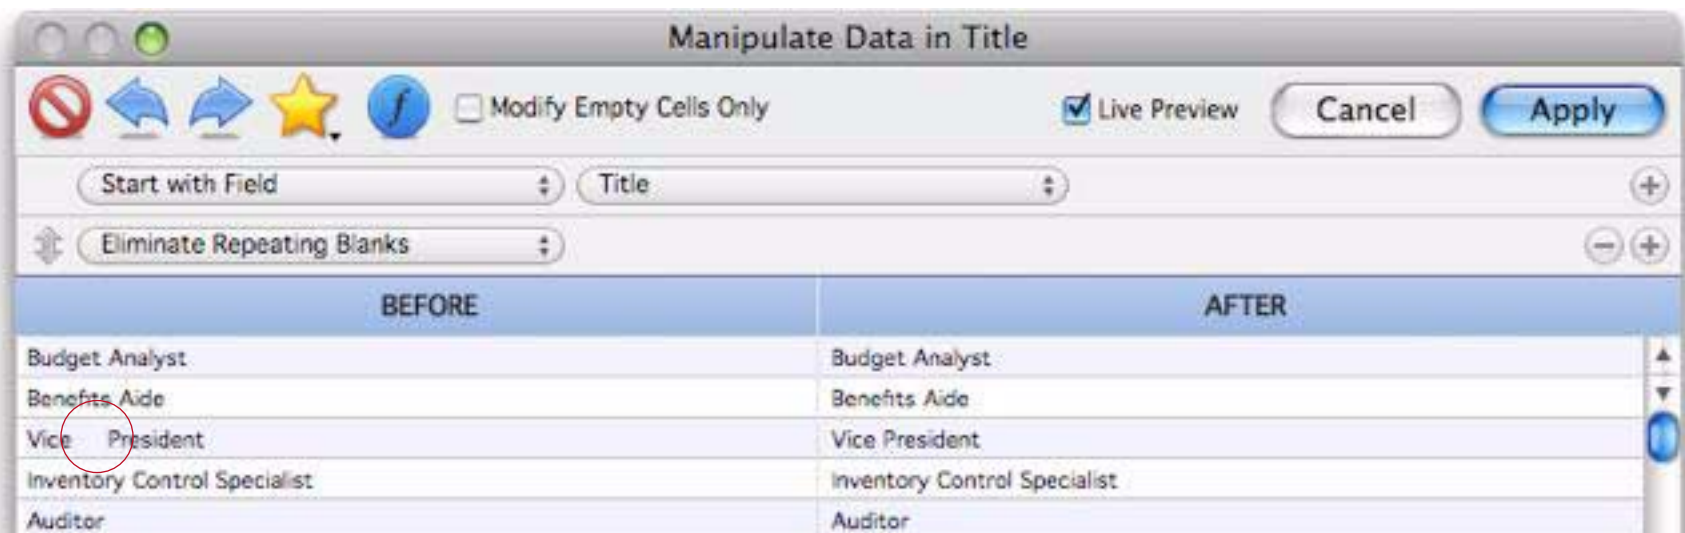 Manipulate Data in Title
f Modify Empty Cells Only Live Preview Cancel Apply
Start with Field Title
Eliminate Repeating Blanks
BEFORE AFTER
Budget Analyst Budget Analyst
Benefits Aide Benefits Aide
Vice    President Vice President
Inventory Control Specialist Inventory Control Specialist
Auditor Auditor